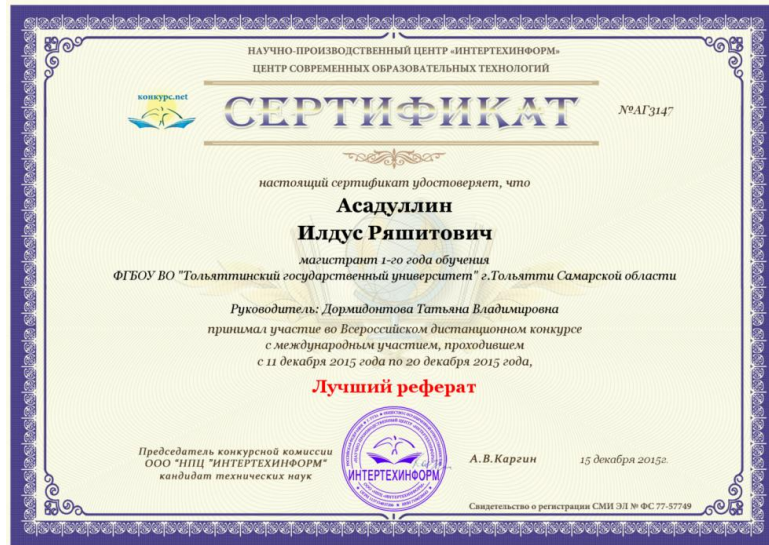 НАУЧНО-ПРОИЗВОДСТВЕННЫЙ ЦЕНТР «ИНТЕРТЕХИНФОРМ»
ЦЕНТР СОВРЕМЕННЫХ ОБРАЗОВАТЕЛЬНЫХ ТЕХНОЛОГИЙ
конкурс.net
СЕРТИФИКАТ
№АГ3147
настоящий сертификат удостоверяет, что
Асадуллин
Илдус Ряшитович
магистрант 1-го года обучения
ФГБОУ ВО "Тольяттинский государственный университет" г.Тольятти Самарской области
Руководитель: Дормидонтова Татьяна Владимировна
принимал участие во Всероссийском дистанционном конкурсе
с международным участием, проходившем
с 11 декабря 2015 года по 20 декабря 2015 года,
Лучший реферат
Председатель конкурсной комиссии
ООО "НПЦ "ИНТЕРТЕХИНФОРМ"
кандидат технических наук
ИНТЕРТЕХИНФОРМ
А.В.Каргин
15 декабря 2015г.
Свидетельство о регистрации СМИ ЭЛ № ФС 77-57749